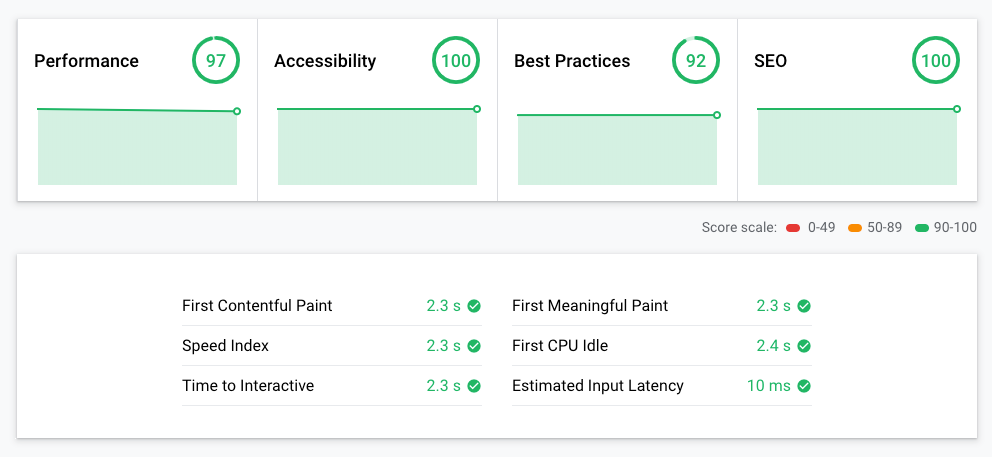 Performance 97 Accessibility 100 Best Practices 92 SEO 100
Score scale: 0-49 50-89 90-100
First Contentful Paint 2.3 s First Meaningful Paint 2.3 s
Speed Index 2.3 s First CPU Idle 2.4 s
Time to Interactive 2.3 s Estimated Input Latency 10 ms